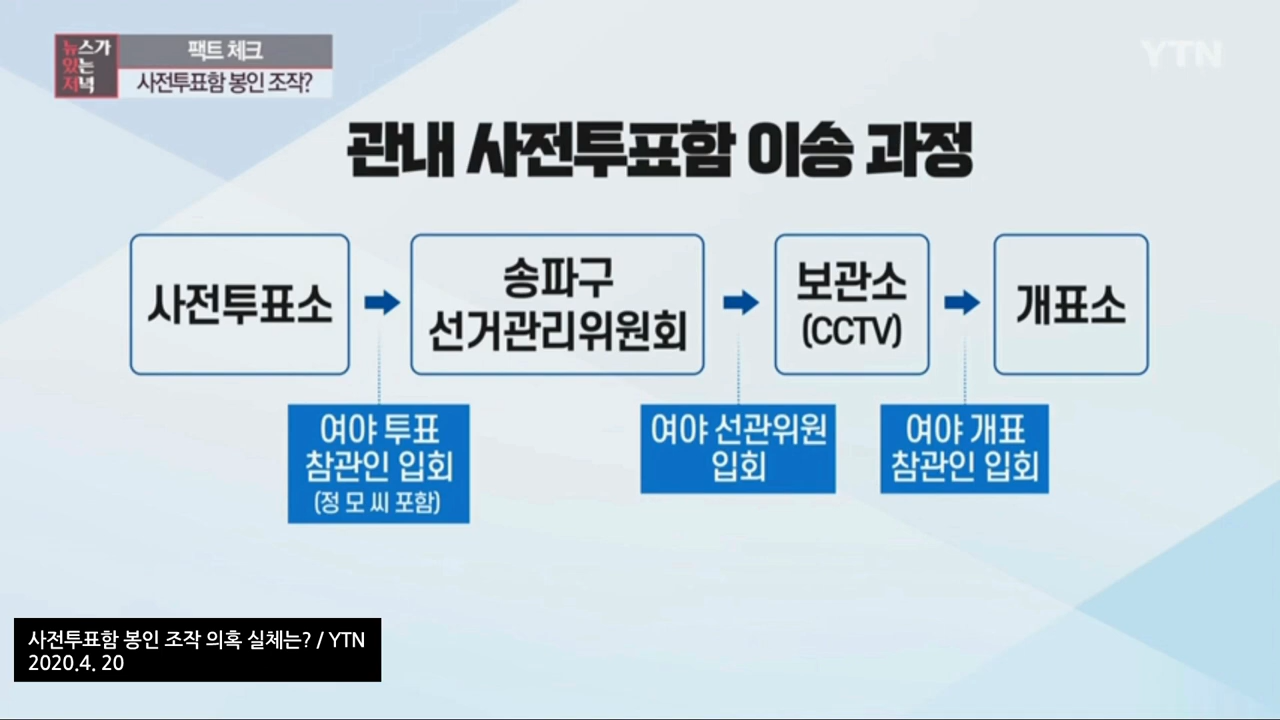 뉴스가
있는
저녁
팩트 체크
사전투표함 봉인 조작?
YTN
관내 사전투표함 이송 과정
사전투표소
송파구
선거관리위원회
보관소
(CCTV)
개표소
여야 투표
참관인 입회
(정 모 씨 포함)
여야 선관위원
입회
여야 개표
참관인 입회
사전투표함 봉인 조작 의혹 실체는? / YTN
2020.4. 20